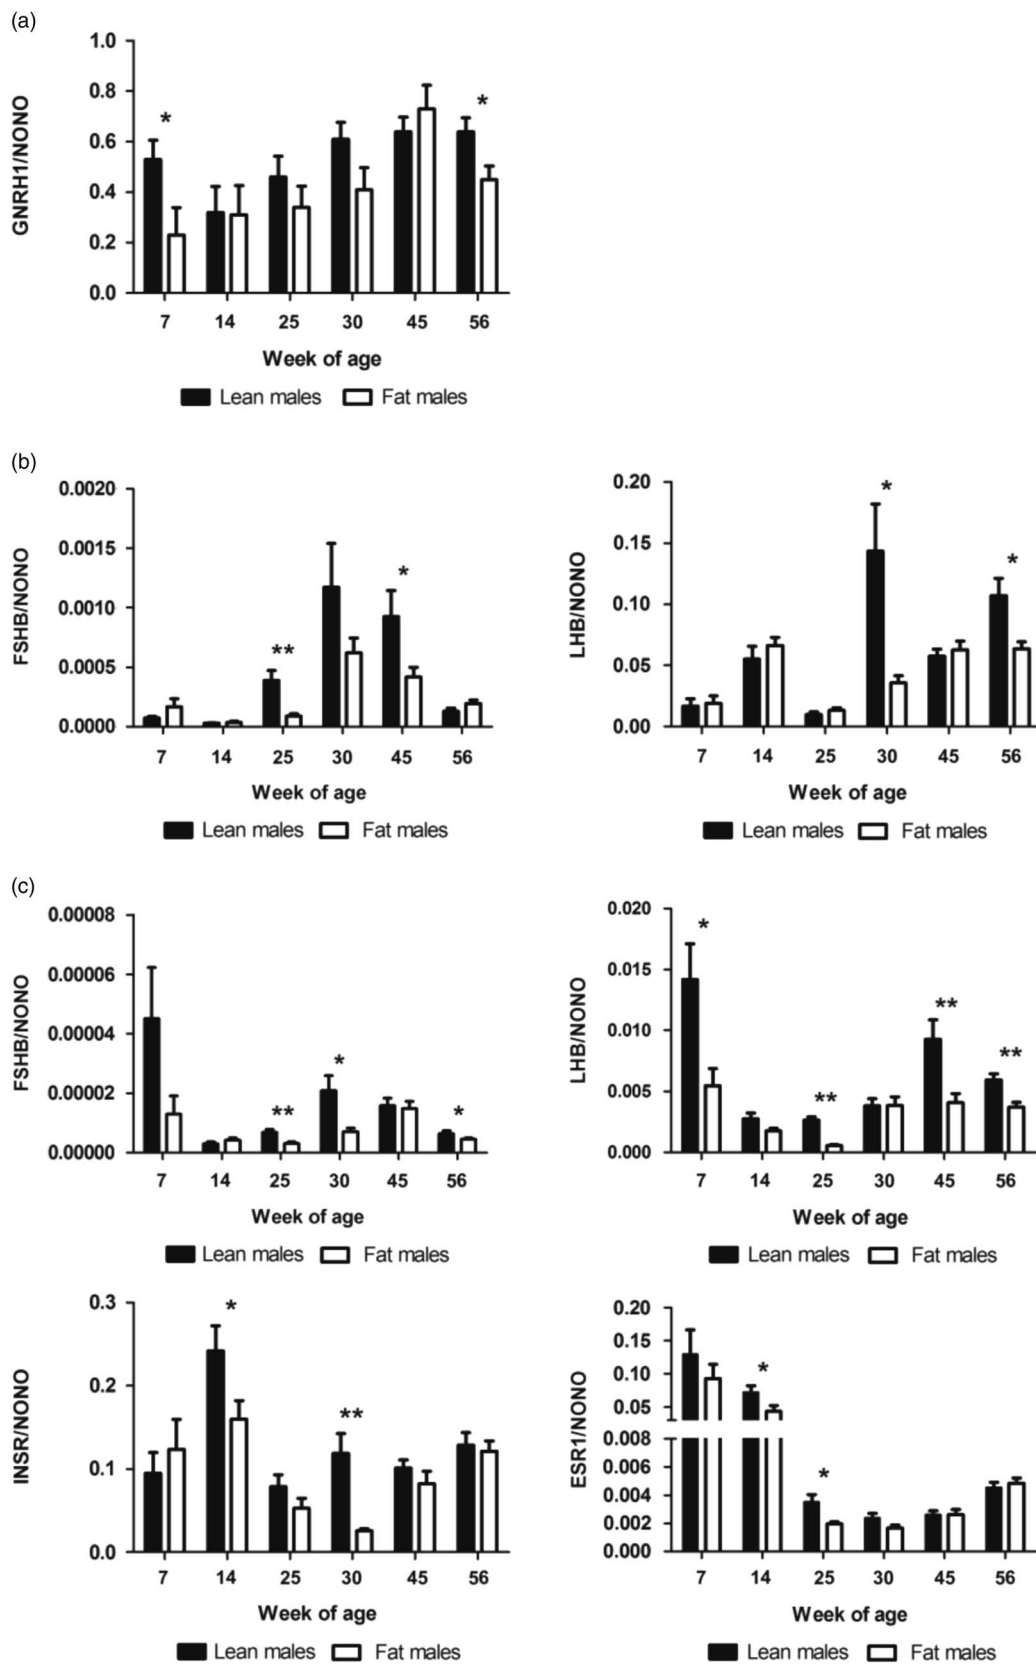 (a)
GNRH1/NONO
1.0
0.8
*
*
0.6
0.4
0.2
0.0
7 14 25 30 45 56
Week of age
Lean males Fat males
(b)
FSHB/NONO
0.0020
0.0015
*
0.0010
**
0.0005
0.0000
7 14 25 30 45 56
Week of age
Lean males Fat males
LHB/NONO
0.20
*
0.15
*
0.10
0.05
0.00
7 14 25 30 45 56
Week of age
Lean males Fat males
(c)
FSHB/NONO
0.00008
0.00006
0.00004
*
0.00002
**
*
0.00000
7 14 25 30 45 56
Week of age
Lean males Fat males
LHB/NONO
0.020
*
0.015
**
0.010
**
0.005
**
0.000
7 14 25 30 45 56
Week of age
Lean males Fat males
INSR/NONO
0.3
*
0.2
**
0.1
0.0
7 14 25 30 45 56
Week of age
Lean males Fat males
ESR1/NONO
0.20
0.15
0.10
*
0.05
0.008
0.006
*
0.004
0.002
0.000
7 14 25 30 45 56
Week of age
Lean males Fat males